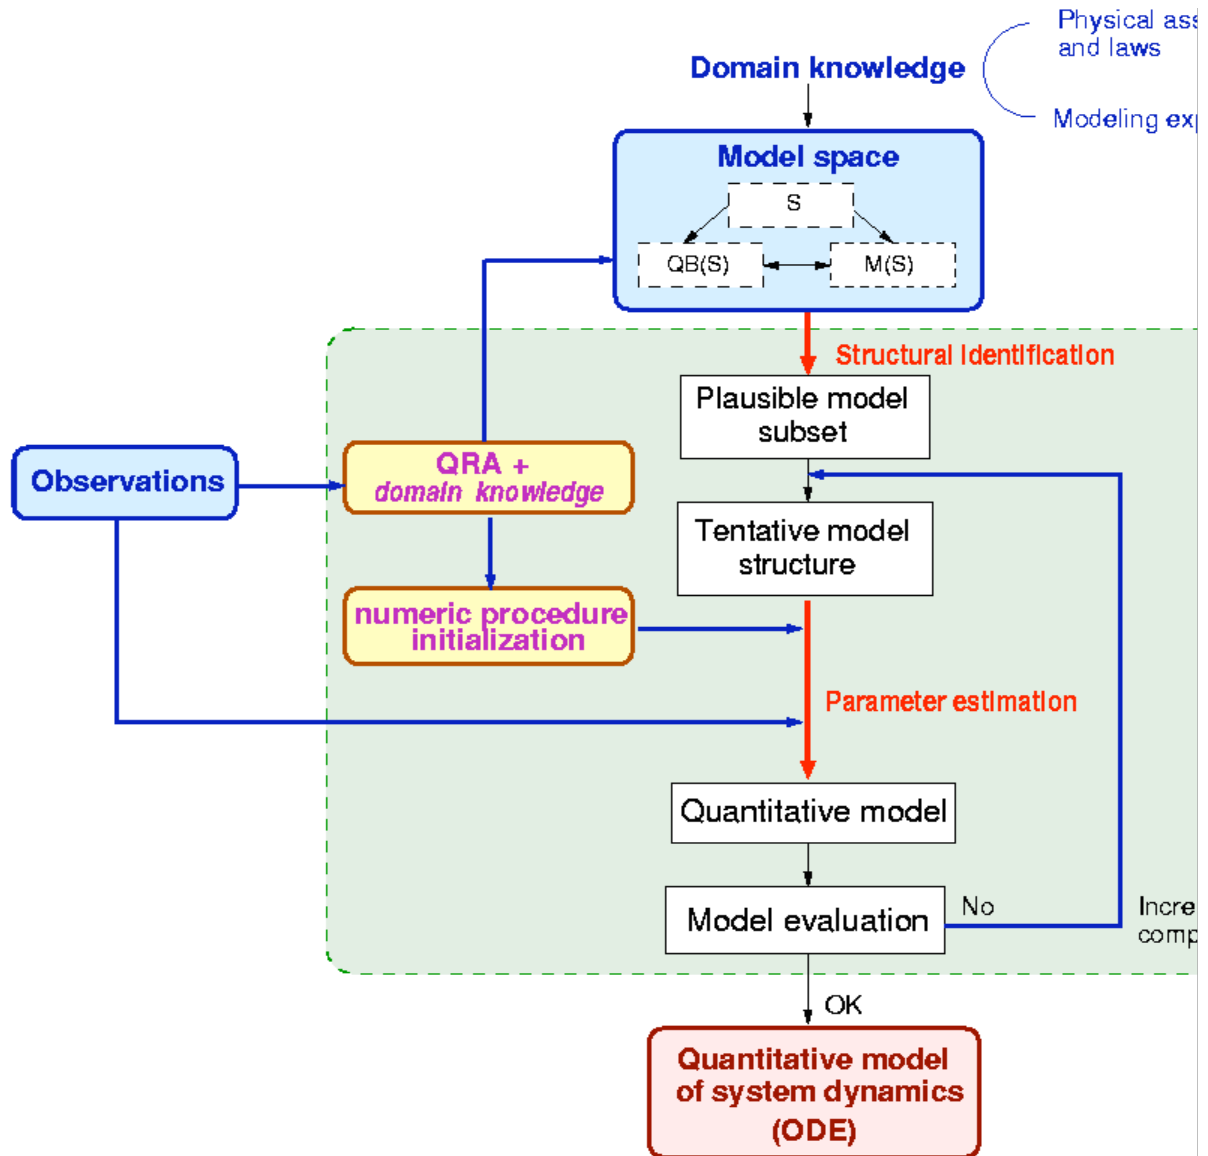 Physical
and laws
Domain knowledge
Modeling
Model space
S
QB(S)
M(S)
Structural Identification
Plausible model
subset
Observations
QRA +
domain knowledge
Tentative model
structure
numeric procedure
initialization
Parameter estimation
Quantitative model
Model evaluation
No
OK
Quantitative model
of system dynamics
(ODE)